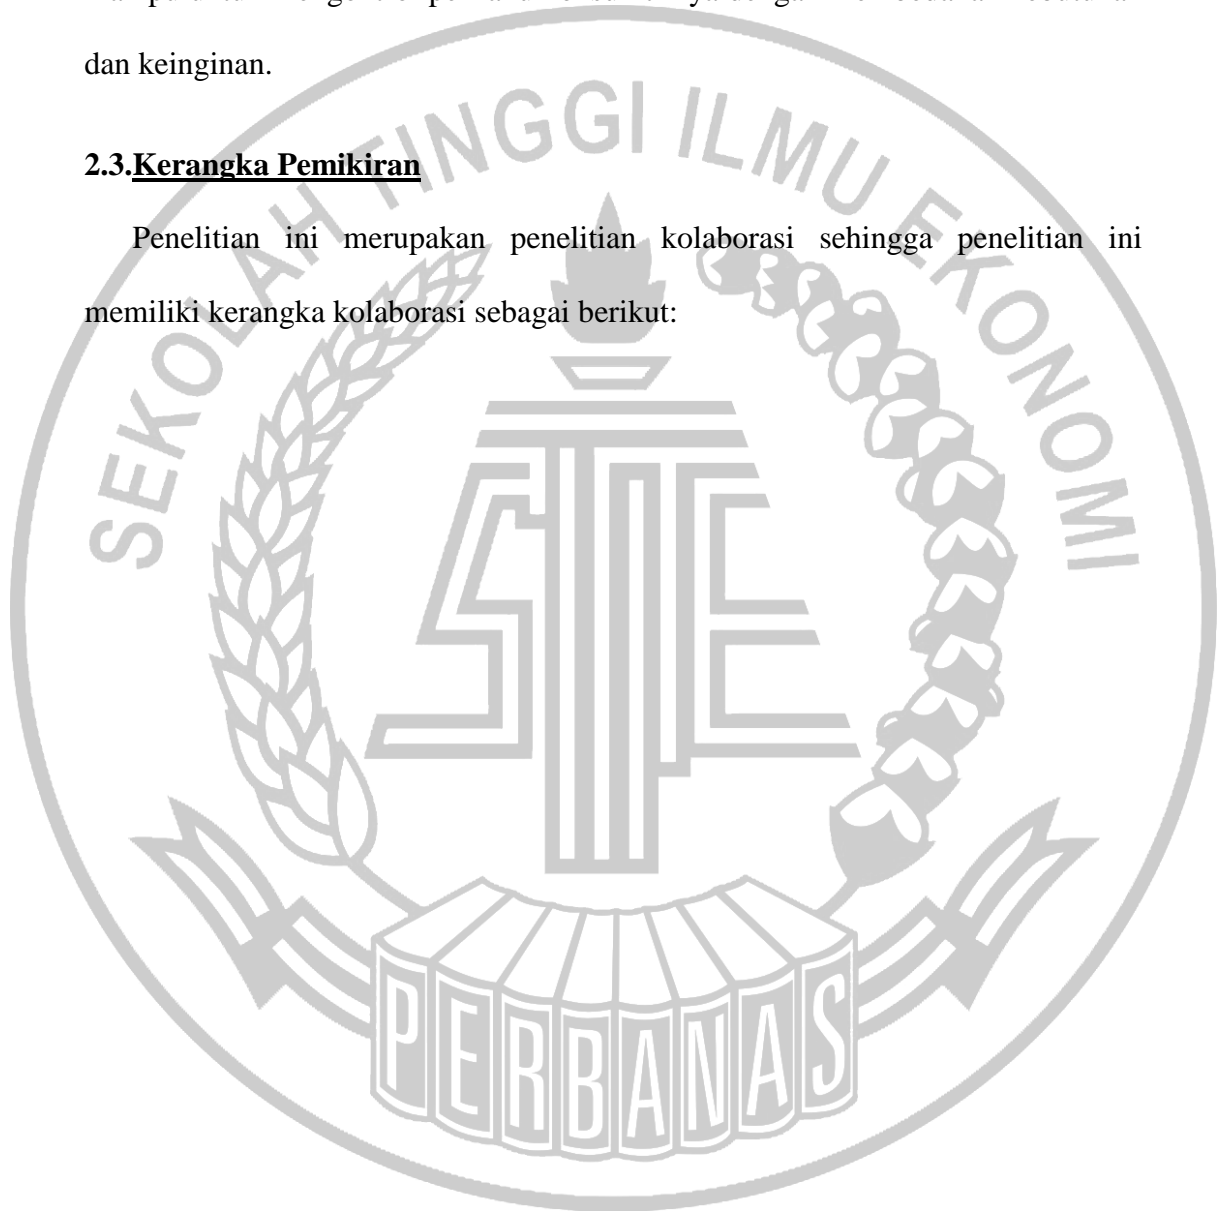 dan keinginan.
2.3.Kerangka Pemikiran
Penelitian ini merupakan penelitian kolaborasi sehingga penelitian ini
memiliki kerangka kolaborasi sebagai berikut:
SEKOLAH TINGGI ILMU EKONOMI
STIE
PERBANAS